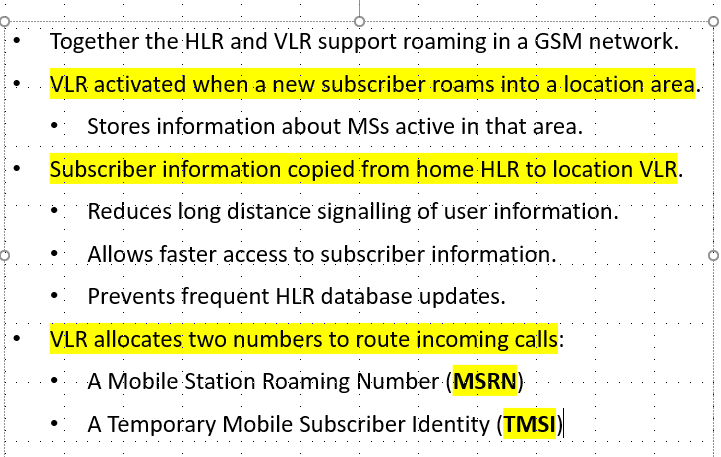 • Together the HLR and VLR support roaming in a GSM network.
• VLR activated when a new subscriber roams into a location area.
• Stores information about MSs active in that area.
• Subscriber information copied from home HLR to location VLR.
• Reduces long distance signalling of user information.
• Allows faster access to subscriber information.
• Prevents frequent HLR database updates.
• VLR allocates two numbers to route incoming calls:
• A Mobile Station Roaming Number (MSRN)
• A Temporary Mobile Subscriber Identity (TMSI)